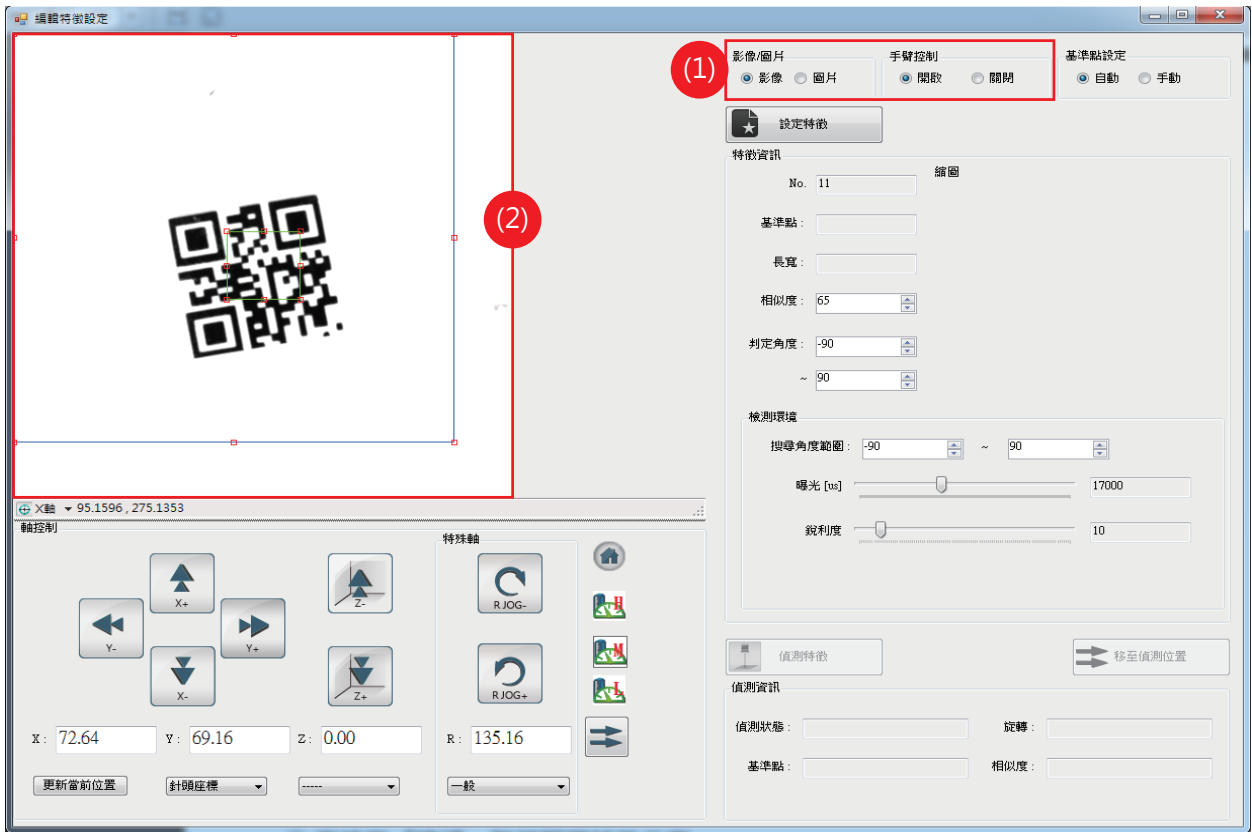 編輯特徵設定
(1)
影像/圖片
影像 圖片
手臂控制
開啟 關閉
基準點設定
自動 手動
設定特徵
特徵資訊
縮圖
No. 11
基準點 :
長寬 :
相似度 : 65
判定角度 : -90
~ 90
(2)
檢測環境
搜尋角度範圍 : -90 ~ 90
曝光 [us] 17000
銳利度 10
X軸 95.1596 , 275.1353
軸控制
X+
Y-
Y+
X-
Z-
Z+
特殊軸
R JOG-
R JOG+
H
M
L
X : 72.64 Y : 69.16 Z : 0.00 R : 135.16
更新當前位置 針頭座標 ----- 一般
偵測特徵 移至偵測位置
偵測資訊
偵測狀態 : 旋轉 :
基準點 : 相似度 :